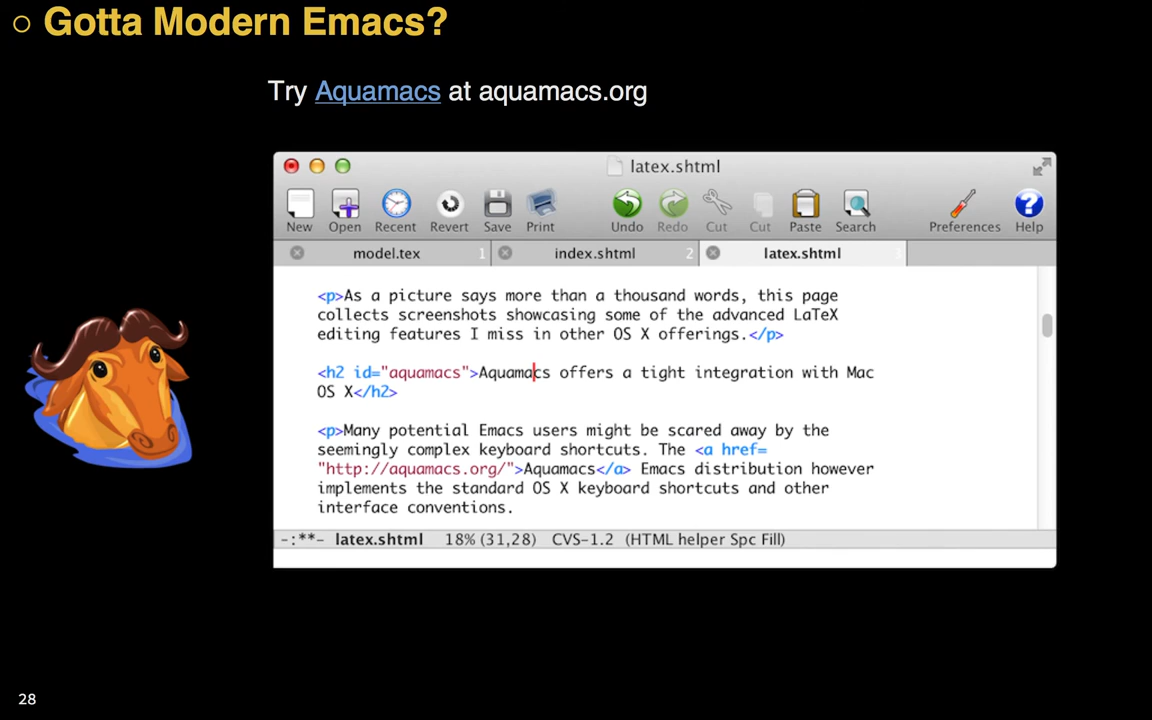 ○ Gotta Modern Emacs?
Try Aquamacs at aquamacs.org
latex.shtml
New Open Recent Revert Save Print Undo Redo Cut Cut Paste Search Preferences Help
model.tex 1 index.shtml 2 latex.shtml 3
<p>As a picture says more than a thousand words, this page
collects screenshots showcasing some of the advanced LaTeX
editing features I miss in other OS X offerings.</p>
<h2 id="aquamacs">Aquamacs offers a tight integration with Mac
OS X</h2>
<p>Many potential Emacs users might be scared away by the
seemingly complex keyboard shortcuts. The <a href=
"http://aquamacs.org/">Aquamacs</a> Emacs distribution however
implements the standard OS X keyboard shortcuts and other
interface conventions.
-:**- latex.shtml 18% (31,28) CVS-1.2 (HTML helper Spc Fill)
28